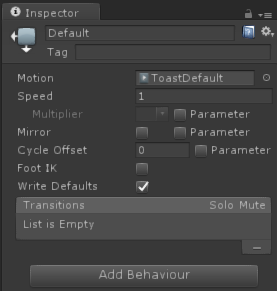 Inspector
Default
Tag
Motion ToastDefault
Speed 1
Multiplier Parameter
Mirror Parameter
Cycle Offset 0 Parameter
Foot IK
Write Defaults
Transitions Solo Mute
List is Empty
Add Behaviour